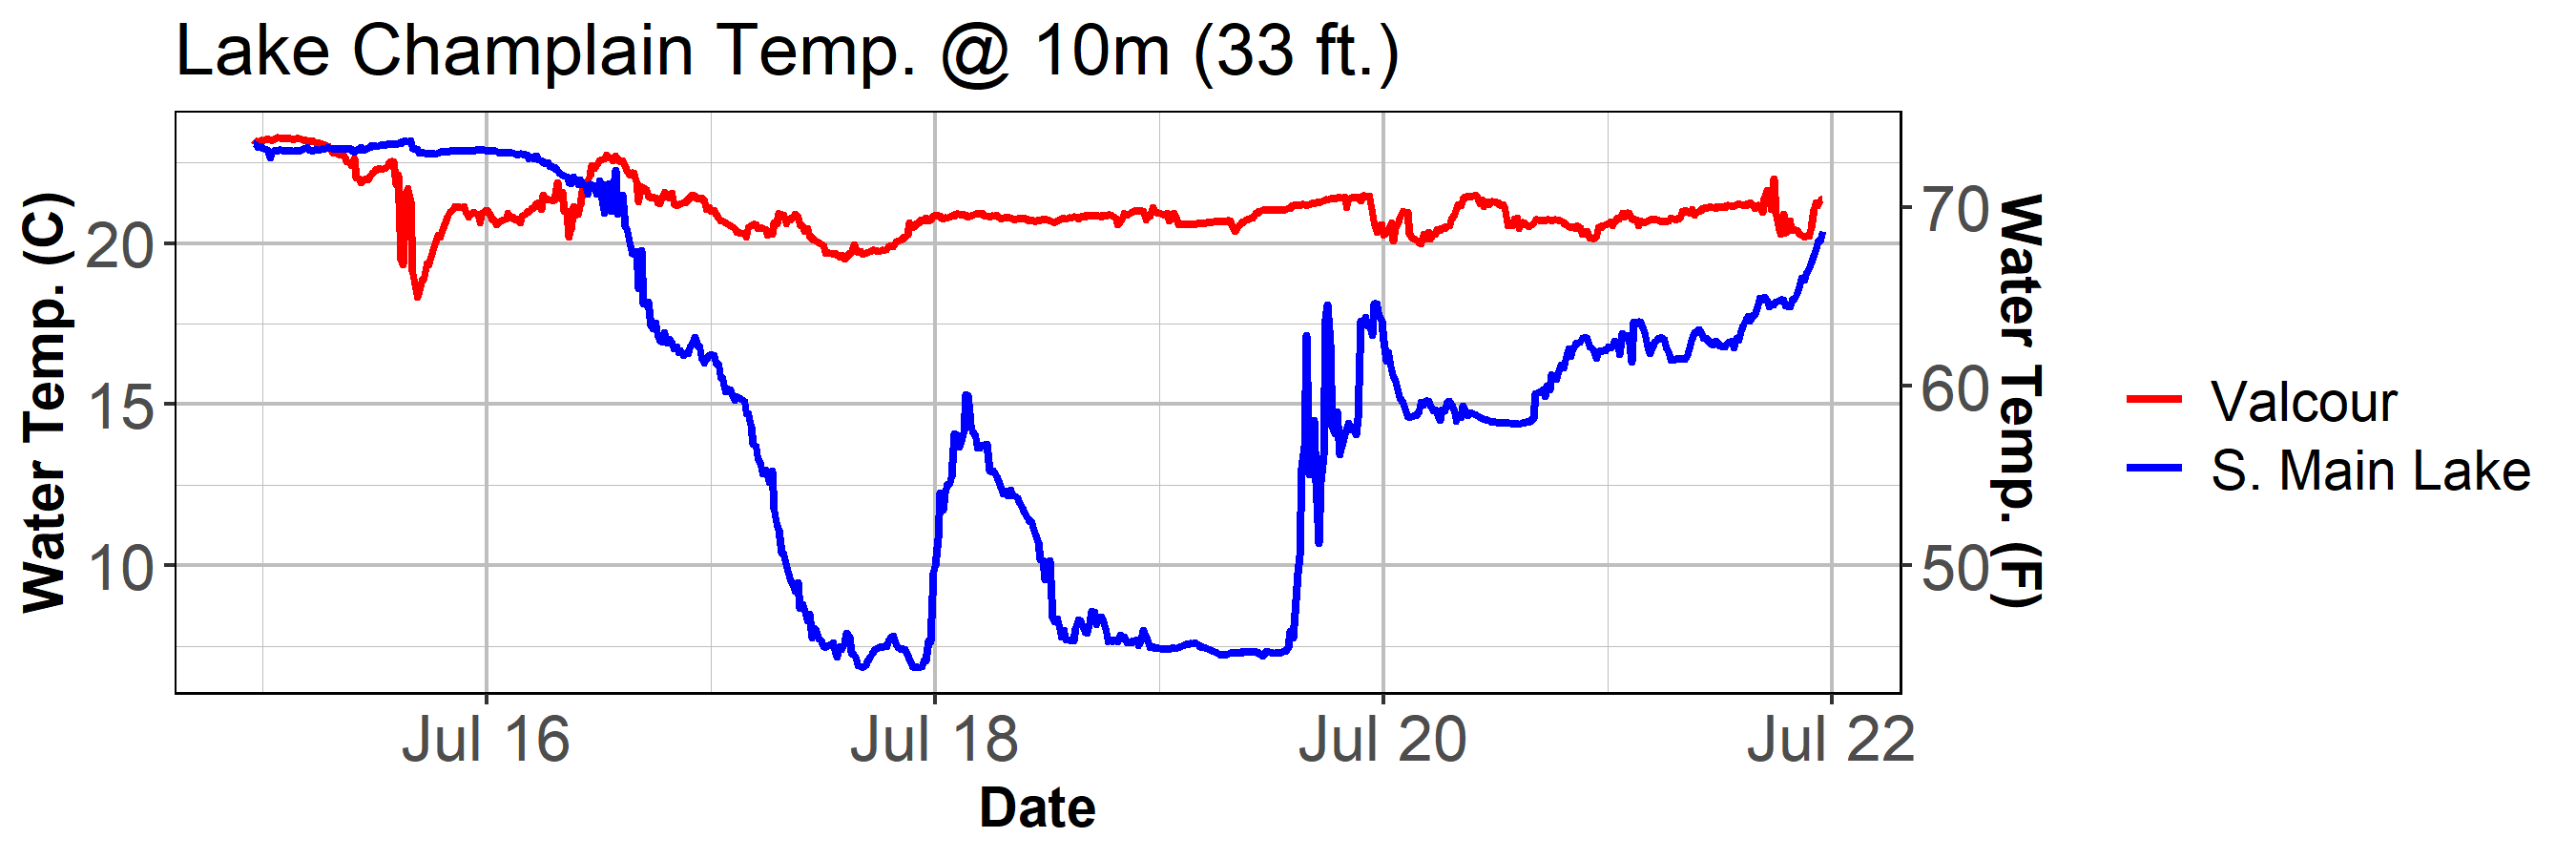 Lake Champlain Temp. @ 10m (33 ft.)
Water Temp. (C)
20
15
10
70
60
50
Water Temp. (F)
Jul 16
Jul 18
Jul 20
Jul 22
Date
Valcour
S. Main Lake